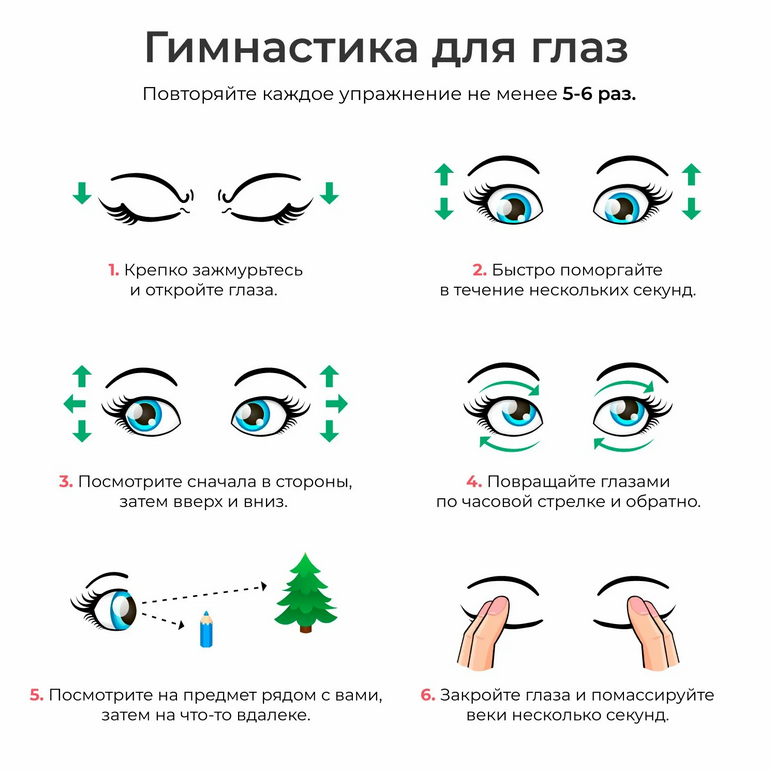 Гимнастика для глаз
Повторяйте каждое упражнение не менее 5-6 раз.
1. Крепко зажмурьтесь
и откройте глаза.
2. Быстро поморгайте
в течение нескольких секунд.
3. Посмотрите сначала в стороны,
затем вверх и вниз.
4. Повращайте глазами
по часовой стрелке и обратно.
5. Посмотрите на предмет рядом с вами,
затем на что-то вдалеке.
6. Закройте глаза и помассируйте
веки несколько секунд.